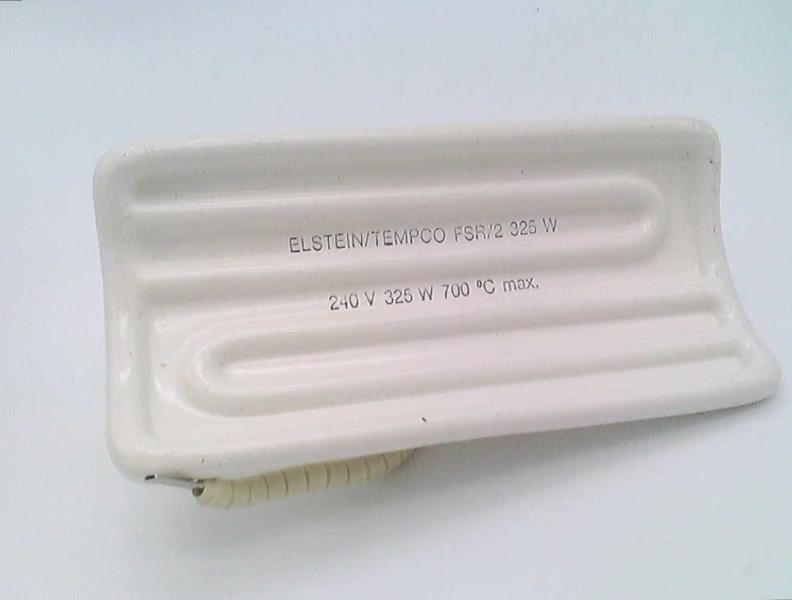 ELSTEIN/TEMPCO FSR/2 325 W
240 V 325 W 700 ºC max.